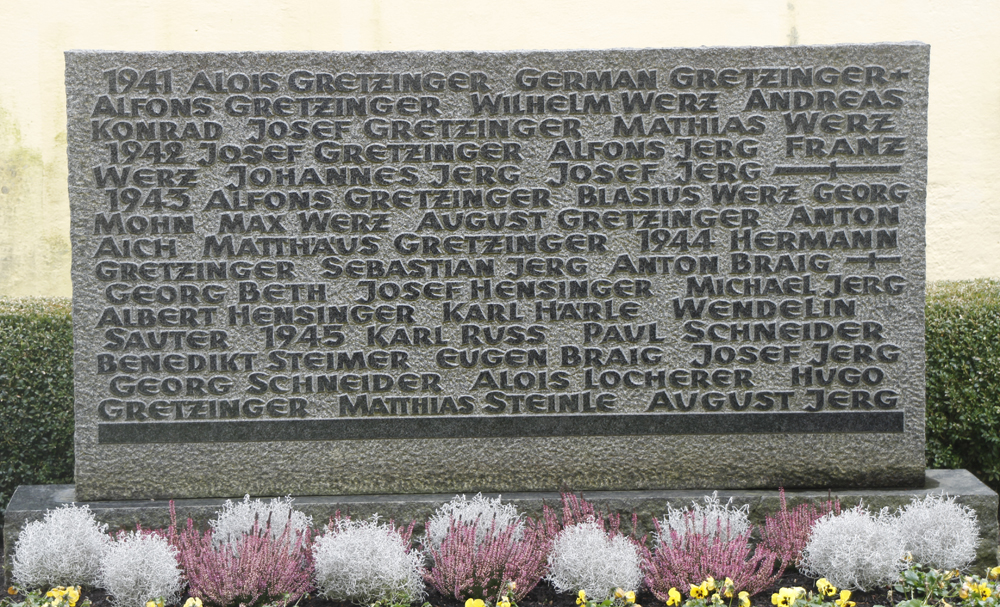 1941 ALOIS GRETZINGER GERMAN GRETZINGER+
ALFONS GRETZINGER WILHELM WERZ ANDREAS
KONRAD JOSEF GRETZINGER MATHIAS WERZ
1942 JOSEF GRETZINGER ALFONS JERG FRANZ
WERZ JOHANNES JERG JOSEF JERG
1943 ALFONS GRETZINGER BLASIUS WERZ GEORG
MOHN MAX WERZ AUGUST GRETZINGER ANTON
AICH MATTHÄUS GRETZINGER 1944 HERMANN
GRETZINGER SEBASTIAN JERG ANTON BRAIG
GEORG BETH JOSEF HENSINGER MICHAEL JERG
ALBERT HENSINGER KARL HÄRLE WENDELIN
SAUTER 1945 KARL RUSS PAUL SCHNEIDER
BENEDIKT STEIMER EUGEN BRAIG JOSEF JERG
GEORG SCHNEIDER ALOIS LOCHERER HUGO
GRETZINGER MATTHIAS STEINLE AUGUST JERG